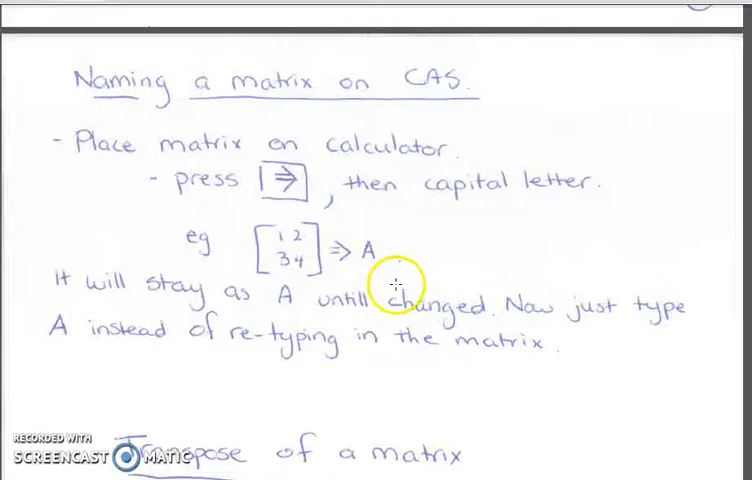 Naming a matrix on CAS.
- Place matrix on calculator.
- press ⇒, then capital letter.
eg [1 2 3 4] ⇒ A
It will stay as A untill changed. Now just type
A instead of re-typing in the matrix.
Transpose of a matrix
RECORDED WITH
SCREENCAST MATIC